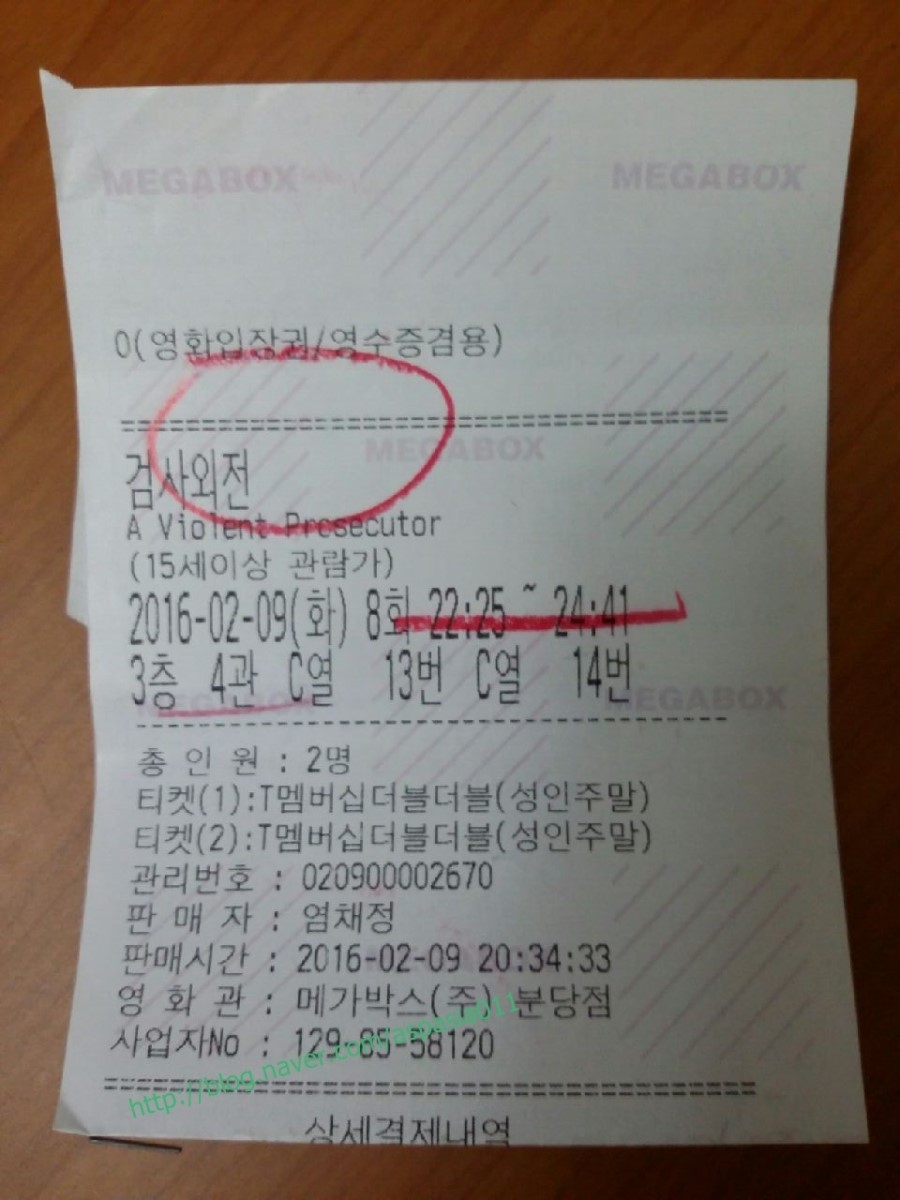 MEGABOX MEGABOX
0(영화입장권/영수증겸용)
================================
MEGABOX
검사외전
A Violent Prosecutor
(15세이상 관람가)
2016-02-09(화) 8회 22:25 ~ 24:41
3층 4관 C열 13번 C열 14번
MEGABOX
--------------------------------
총 인 원 : 2명
티켓(1):T멤버십더블더블(성인주말)
티켓(2):T멤버십더블더블(성인주말)
관리번호 : 020900002670
판 매 자 : 염채정
판매시간 : 2016-02-09 20:34:33
영 화 관 : 메가박스(주) 분당점
사업자No : 129-85-58120
http://blog.naver.com/aspasia011
================================
상세결제내역